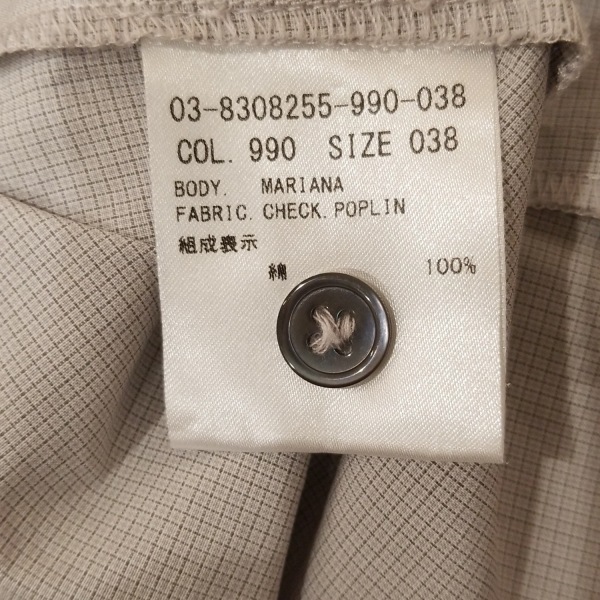 03-8308255-990-038
COL. 990 SIZE 038
BODY. MARIANA
FABRIC. CHECK. POPLIN
組成表示
綿 100%